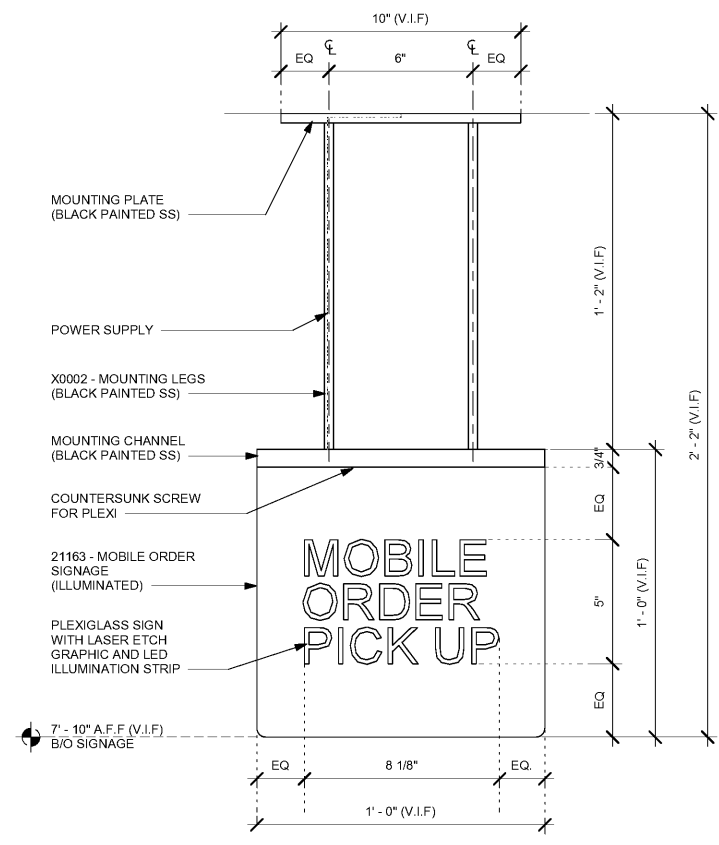 10" (V.I.F)
EQ
℄
6"
℄
EQ
MOUNTING PLATE
(BLACK PAINTED SS)
1' - 2" (V.I.F)
POWER SUPPLY
X0002 - MOUNTING LEGS
(BLACK PAINTED SS)
2' - 2" (V.I.F)
MOUNTING CHANNEL
(BLACK PAINTED SS)
3/4"
COUNTERSUNK SCREW
FOR PLEXI
EQ
21163 - MOBILE ORDER
SIGNAGE
(ILLUMINATED)
MOBILE
ORDER
PICK UP
5"
1' - 0" (V.I.F)
PLEXIGLASS SIGN
WITH LASER ETCH
GRAPHIC AND LED
ILLUMINATION STRIP
EQ
7' - 10" A.F.F (V.I.F)
B/O SIGNAGE
EQ
8 1/8"
EQ.
1' - 0" (V.I.F)